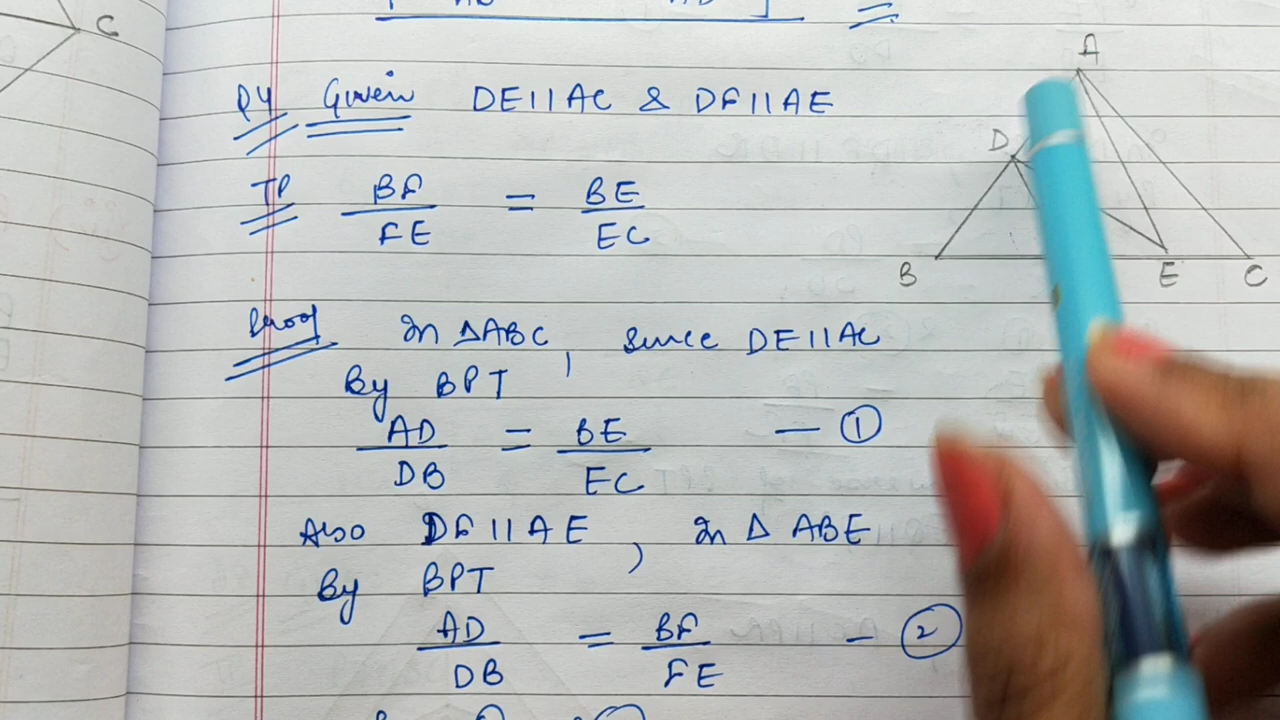 C
Q4 Given DE || AC & DF || AE
TP BF/FE = BE/EC
Proof In △ABC, Since DE || AC
By BPT
AD/DB = BE/EC — ①
Also DF || AE, In △ ABE
By BPT
AD/DB = BF/FE — ②
A
D
B E C